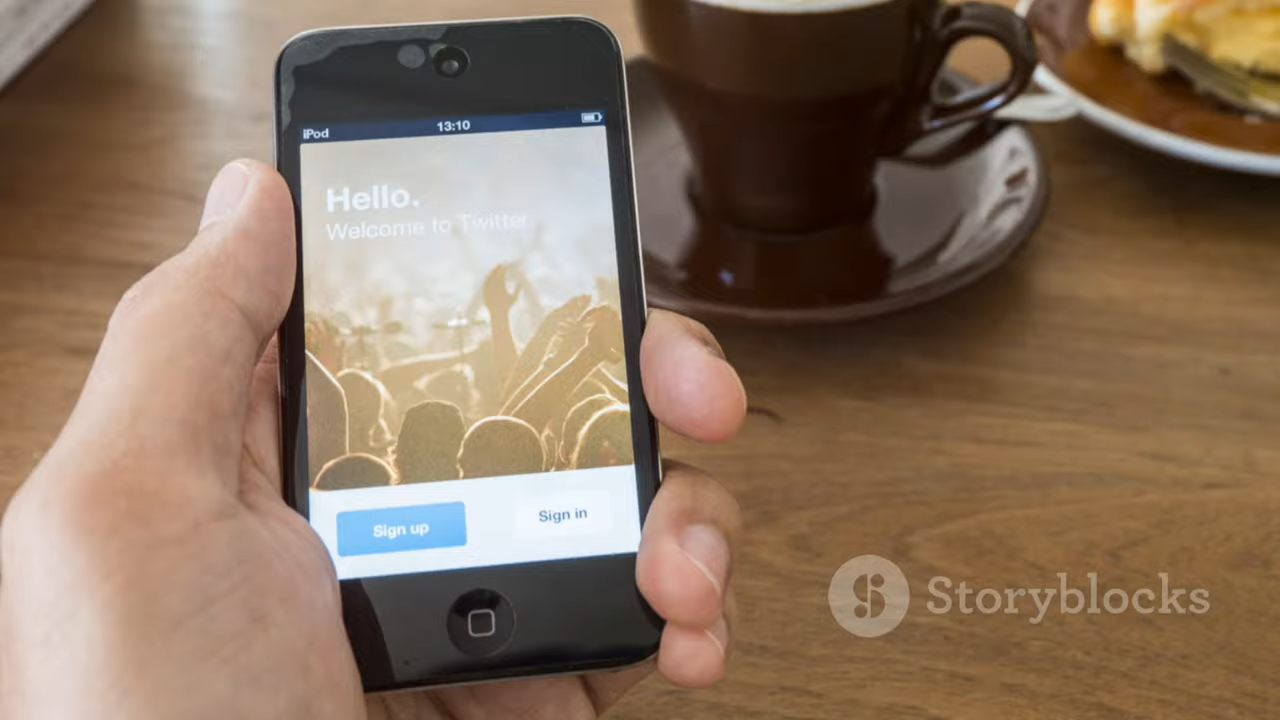 iPod 13:10
Hello.
Welcome to Twitter
Sign up Sign in
Storyblocks